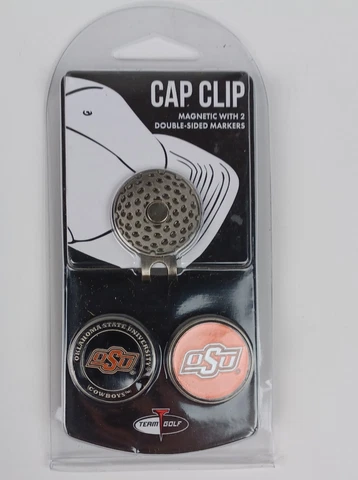 CAP CLIP
MAGNETIC WITH 2
DOUBLE-SIDED MARKERS
OKLAHOMA STATE UNIVERSITY
OSU
COWBOYS
OSU
TEAM GOLF